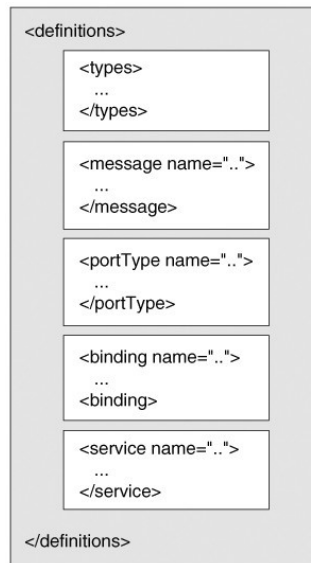 <definitions>
<types>
...
</types>
<message name="..">
...
</message>
<portType name="..">
...
</portType>
<binding name="..">
...
<binding>
<service name="..">
...
</service>
</definitions>